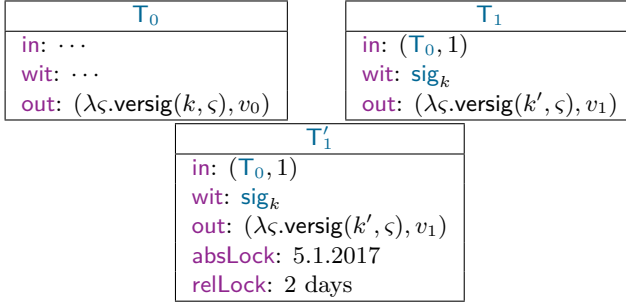 T₀
in: ⋯
wit: ⋯
out: (λς.versig(k, ς), v₀)
T₁
in: (T₀, 1)
wit: sigₖ
out: (λς.versig(k′, ς), v₁)
T′₁
in: (T₀, 1)
wit: sigₖ
out: (λς.versig(k′, ς), v₁)
absLock: 5.1.2017
relLock: 2 days